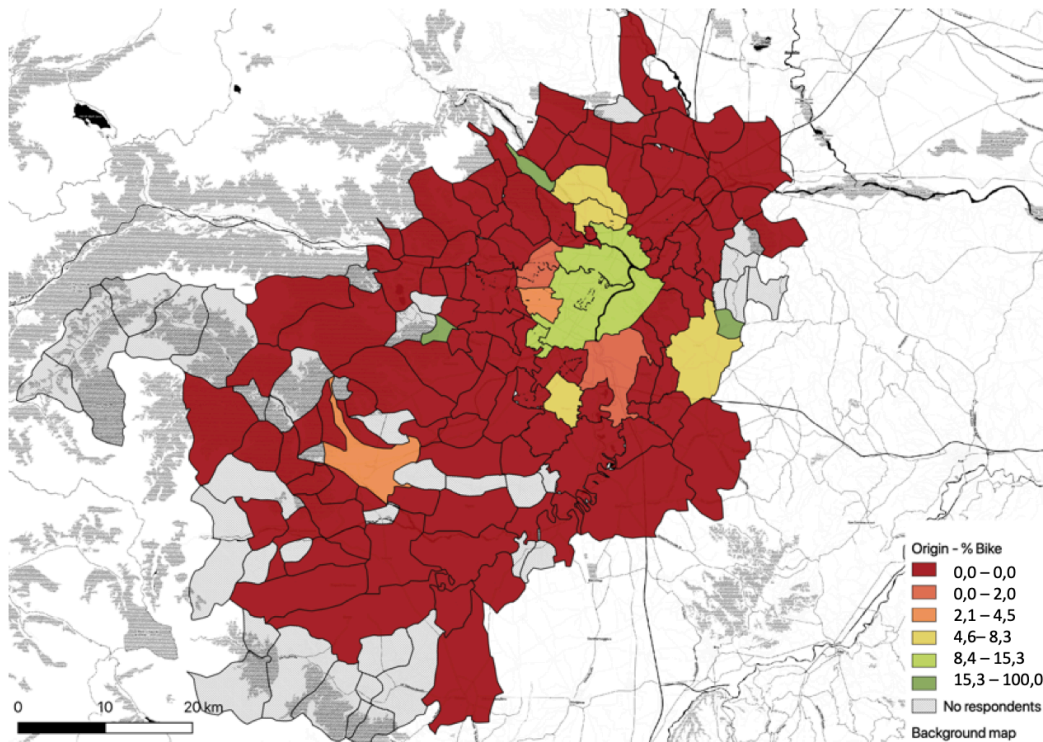 Origin - % Bike
0,0 – 0,0
0,0 – 2,0
2,1 – 4,5
4,6– 8,3
8,4 – 15,3
15,3 – 100,0
No respondents
Background map
0 10 20 km